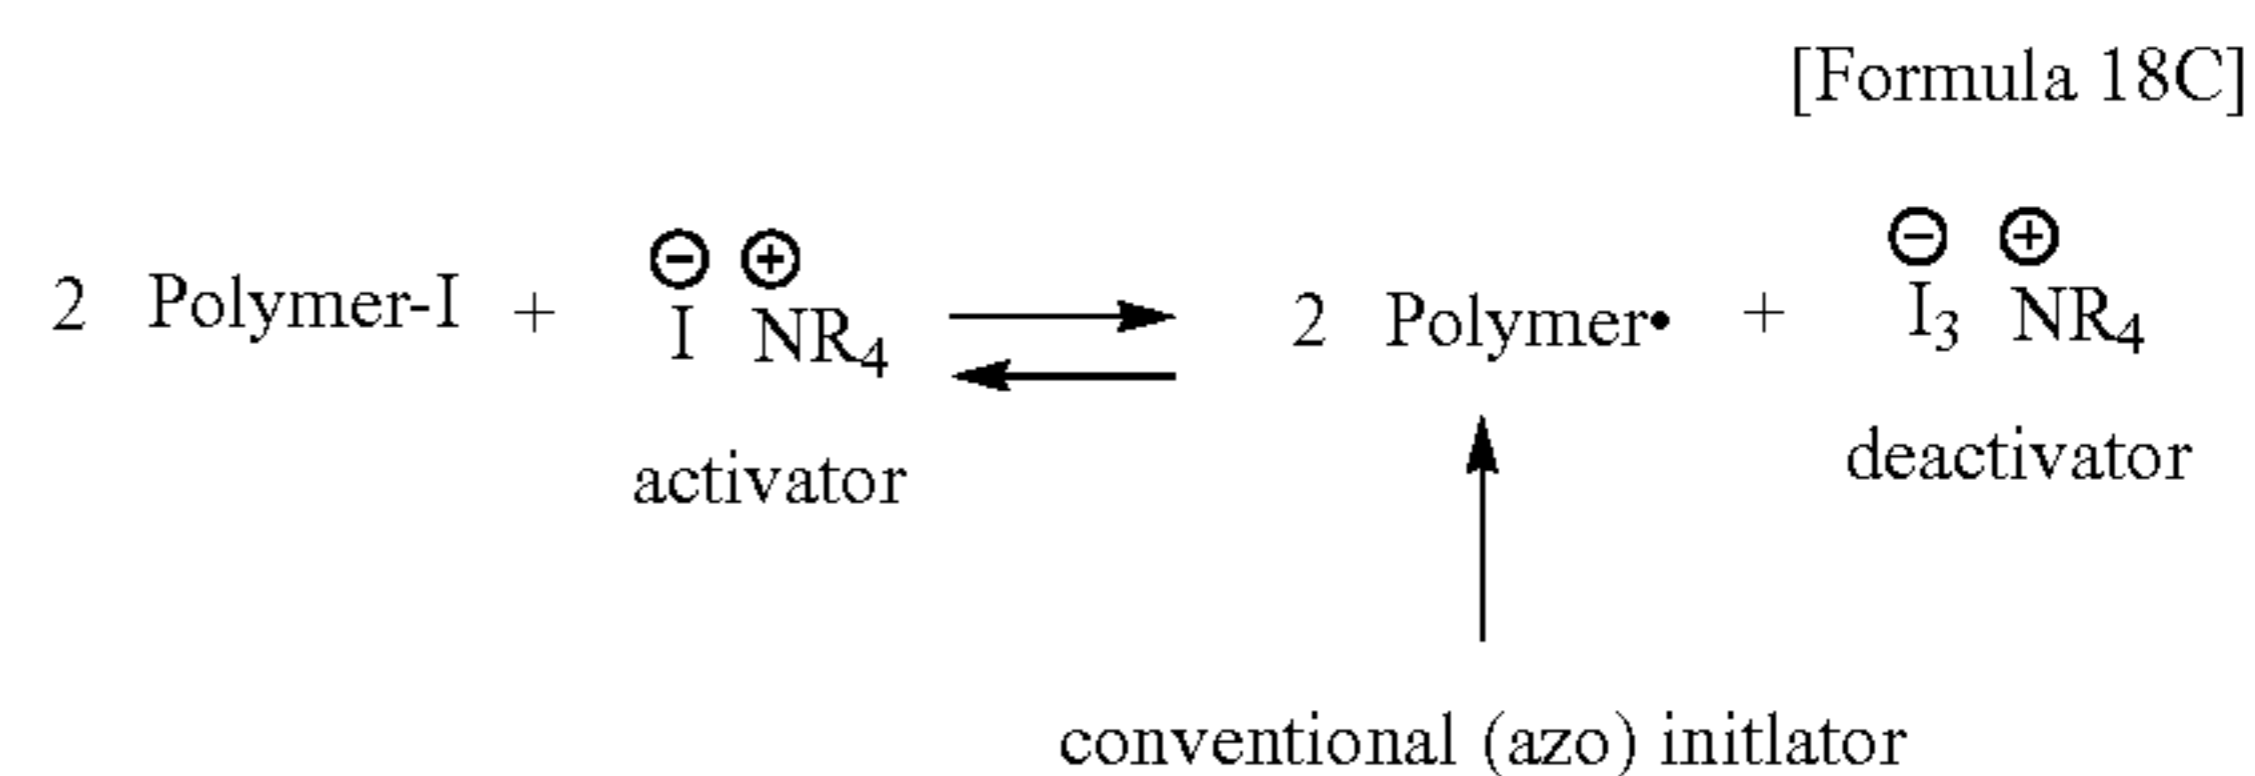 [Formula 18C]
⊖ ⊕ ⊖ ⊕
2 Polymer-I + I NR4 ⇌ 2 Polymer• + I3 NR4
activator deactivator
conventional (azo) initlator